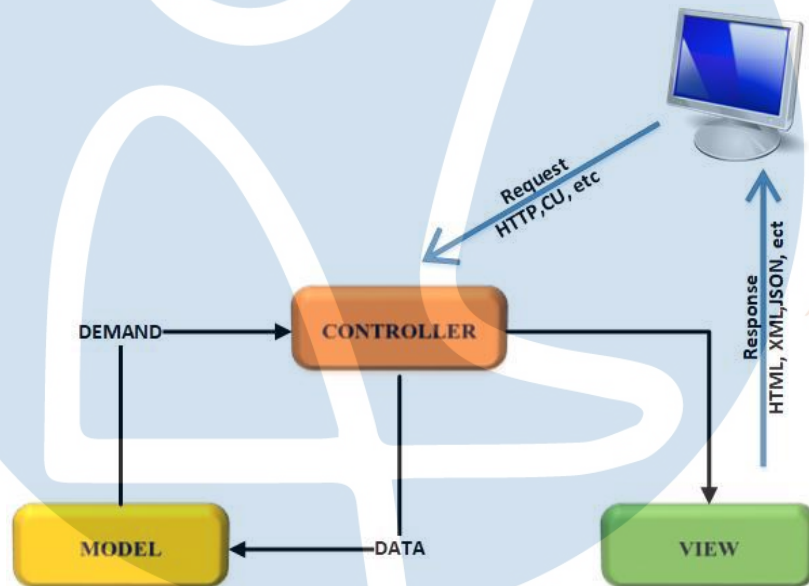 Request
HTTP,CU, etc
Response
HTML, XML,JSON, ect
DEMAND
CONTROLLER
MODEL
DATA
VIEW